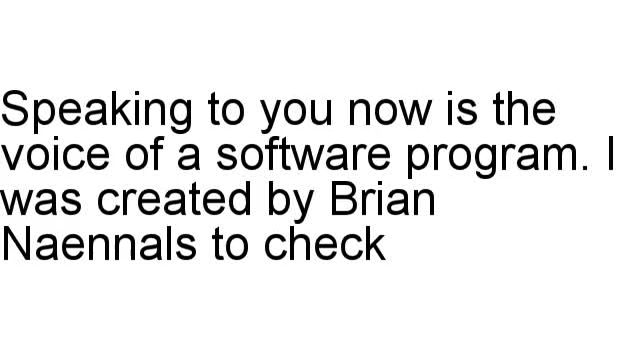 Speaking to you now is the
voice of a software program. I
was created by Brian
Naennals to check